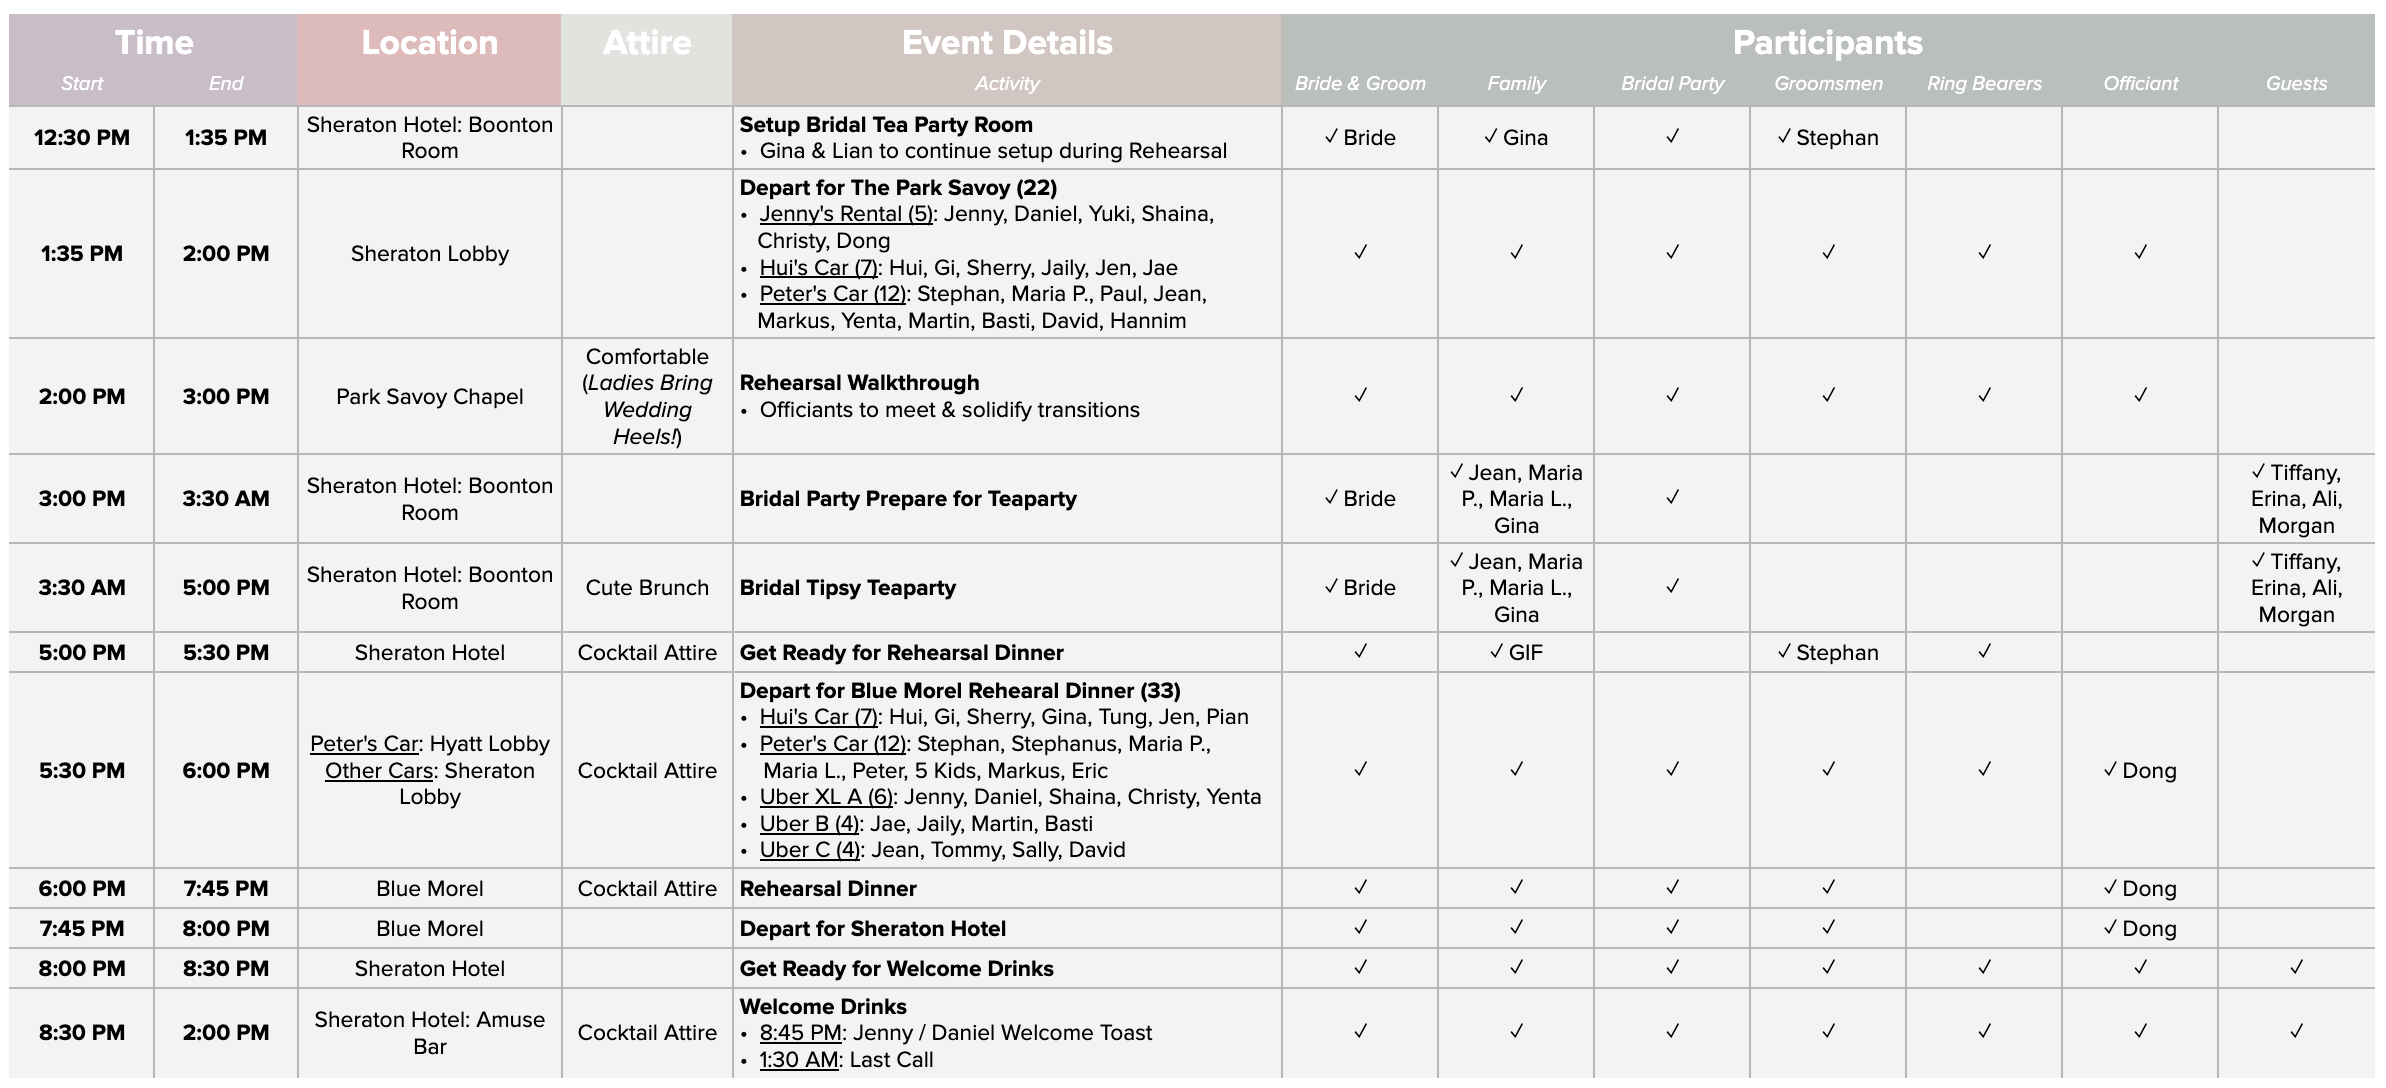 Time Location Attire Event Details Participants
Start End Activity Bride & Groom Family Bridal Party Groomsmen Ring Bearers Officiant Guests
12:30 PM 1:35 PM
Sheraton Hotel: Boonton
Room
Setup Bridal Tea Party Room
• Gina & Lian to continue setup during Rehearsal
✓ Bride ✓ Gina ✓ ✓ Stephan
1:35 PM 2:00 PM Sheraton Lobby
Depart for The Park Savoy (22)
• Jenny's Rental (5): Jenny, Daniel, Yuki, Shaina,
Christy, Dong
• Hui's Car (7): Hui, Gi, Sherry, Jaily, Jen, Jae
• Peter's Car (12): Stephan, Maria P., Paul, Jean,
Markus, Yenta, Martin, Basti, David, Hannim
✓ ✓ ✓ ✓ ✓ ✓
2:00 PM 3:00 PM Park Savoy Chapel
Comfortable
(Ladies Bring
Wedding
Heels!)
Rehearsal Walkthrough
• Officiants to meet & solidify transitions
✓ ✓ ✓ ✓ ✓ ✓
3:00 PM 3:30 AM
Sheraton Hotel: Boonton
Room
Bridal Party Prepare for Teaparty
✓ Bride
✓ Jean, Maria
P., Maria L.,
Gina
✓
✓ Tiffany,
Erina, Ali,
Morgan
3:30 AM 5:00 PM
Sheraton Hotel: Boonton
Room
Cute Brunch
Bridal Tipsy Teaparty
✓ Bride
✓ Jean, Maria
P., Maria L.,
Gina
✓
✓ Tiffany,
Erina, Ali,
Morgan
5:00 PM 5:30 PM Sheraton Hotel Cocktail Attire Get Ready for Rehearsal Dinner ✓ ✓ GIF ✓ Stephan ✓
5:30 PM 6:00 PM
Peter's Car: Hyatt Lobby
Other Cars: Sheraton
Lobby
Cocktail Attire
Depart for Blue Morel Rehearal Dinner (33)
• Hui's Car (7): Hui, Gi, Sherry, Gina, Tung, Jen, Pian
• Peter's Car (12): Stephan, Stephanus, Maria P.,
Maria L., Peter, 5 Kids, Markus, Eric
• Uber XL A (6): Jenny, Daniel, Shaina, Christy, Yenta
• Uber B (4): Jae, Jaily, Martin, Basti
• Uber C (4): Jean, Tommy, Sally, David
✓ ✓ ✓ ✓ ✓ ✓ Dong
6:00 PM 7:45 PM Blue Morel Cocktail Attire Rehearsal Dinner ✓ ✓ ✓ ✓ ✓ Dong
7:45 PM 8:00 PM Blue Morel Depart for Sheraton Hotel ✓ ✓ ✓ ✓ ✓ Dong
8:00 PM 8:30 PM Sheraton Hotel Get Ready for Welcome Drinks ✓ ✓ ✓ ✓ ✓ ✓ ✓
8:30 PM 2:00 PM
Sheraton Hotel: Amuse
Bar
Cocktail Attire
Welcome Drinks
• 8:45 PM: Jenny / Daniel Welcome Toast
• 1:30 AM: Last Call
✓ ✓ ✓ ✓ ✓ ✓ ✓